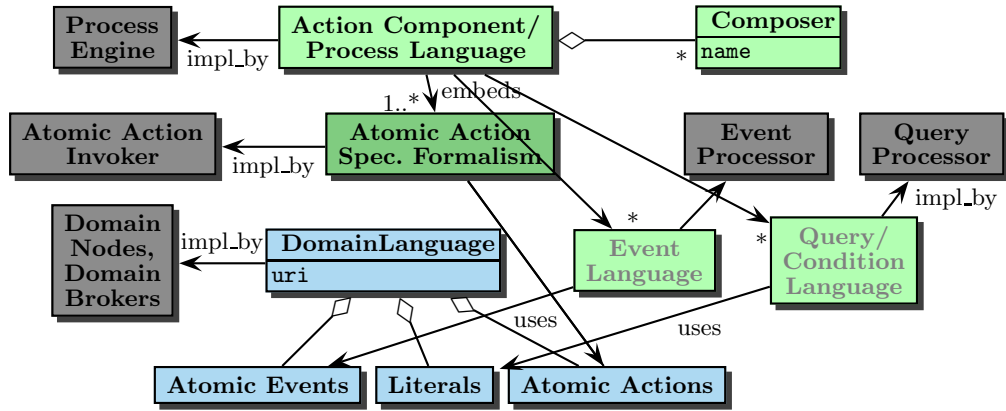 Process
Engine
impl_by
Action Component/
Process Language
*
Composer
name
embeds
1..*
Atomic Action
Invoker
impl_by
Atomic Action
Spec. Formalism
Event
Processor
Query
Processor
impl_by
Domain
Nodes,
Domain
Brokers
impl_by
DomainLanguage
uri
*
Event
Language
*
Query/
Condition
Language
uses
uses
Atomic Events
Literals
Atomic Actions